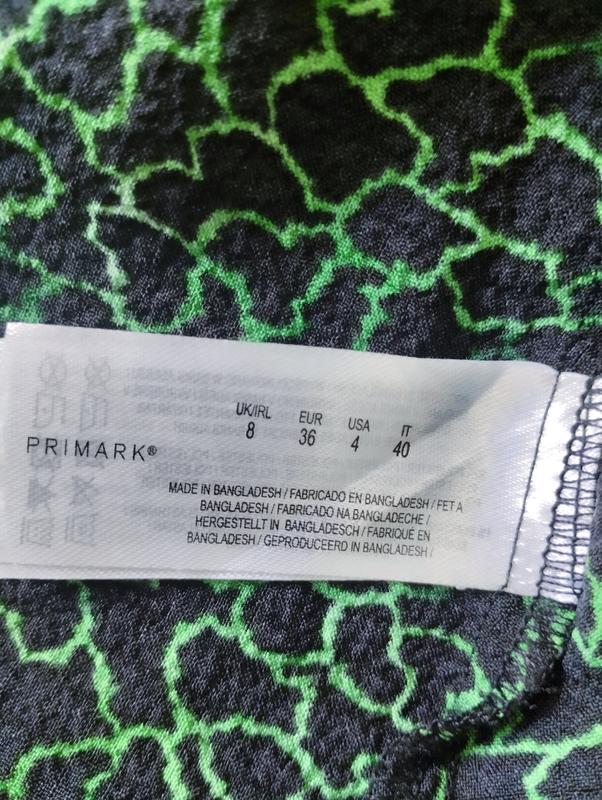 UK/IRL EUR USA IT
8 36 4 40
PRIMARK®
MADE IN BANGLADESH / FABRICADO EN BANGLADESH / FET A
BANGLADESH / FABRICADO NA BANGLADECHE /
HERGESTELLT IN BANGLADESCH / FABRIQUÉ EN
BANGLADESH / GEPRODUCEERD IN BANGLADESH /